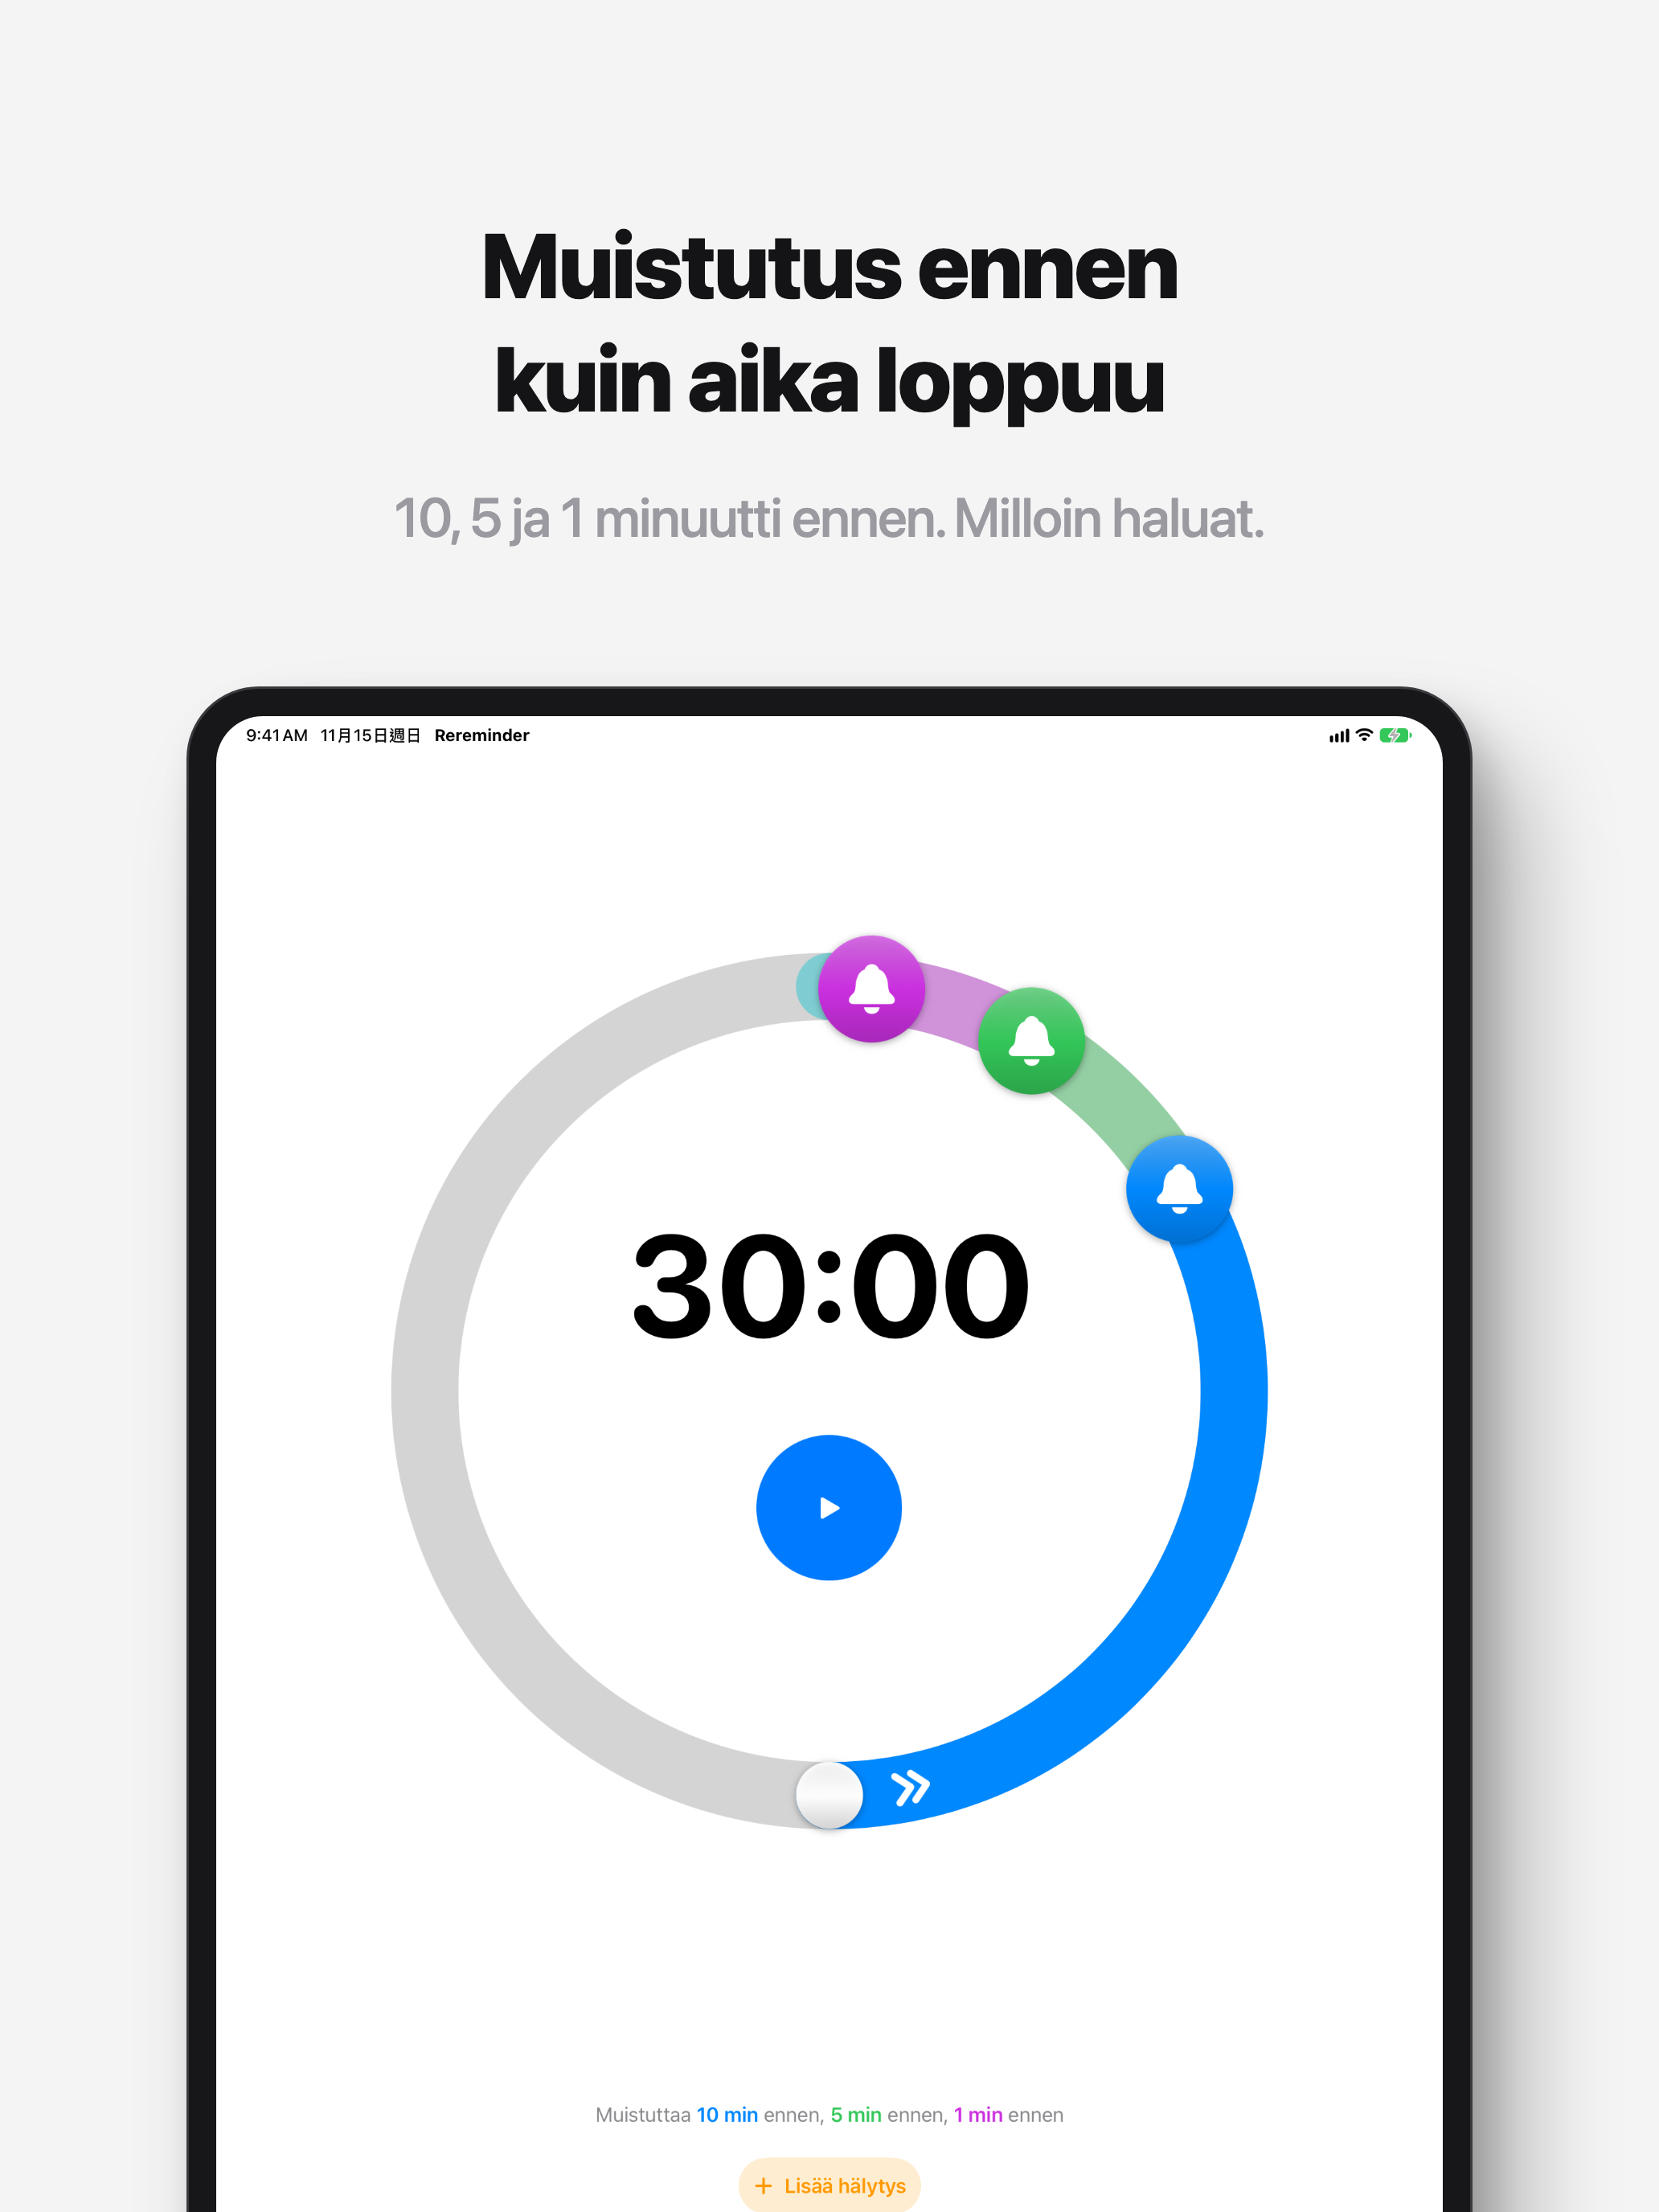 Muistutus ennen
kuin aika loppuu
10, 5 ja 1 minuutti ennen. Milloin haluat.
9:41 AM 11月15日週日 Rereminder
30:00
Muistuttaa 10 min ennen, 5 min ennen, 1 min ennen
+ Lisää hälytys